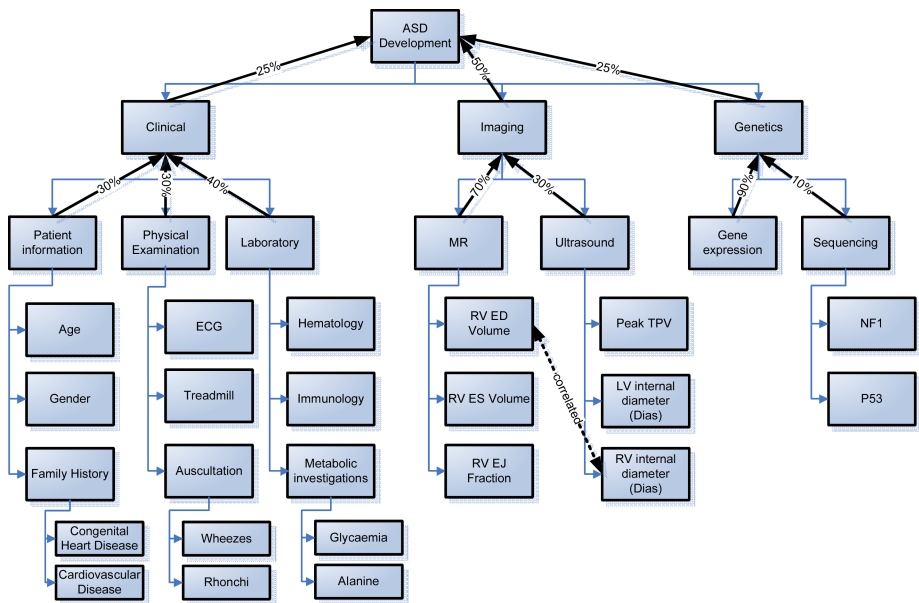 ASD
Development
25%
50%
25%
Clinical
Imaging
Genetics
30%
30%
40%
70%
30%
90%
10%
Patient
information
Physical
Examination
Laboratory
MR
Ultrasound
Gene
expression
Sequencing
Age
ECG
Hematology
RV ED
Volume
Peak TPV
NF1
correlated
Gender
Treadmill
Immunology
RV ES Volume
LV internal
diameter
(Dias)
P53
Family History
Auscultation
Metabolic
investigations
RV EJ
Fraction
RV internal
diameter
(Dias)
Congenital
Heart Disease
Wheezes
Glycaemia
Cardiovascular
Disease
Rhonchi
Alanine